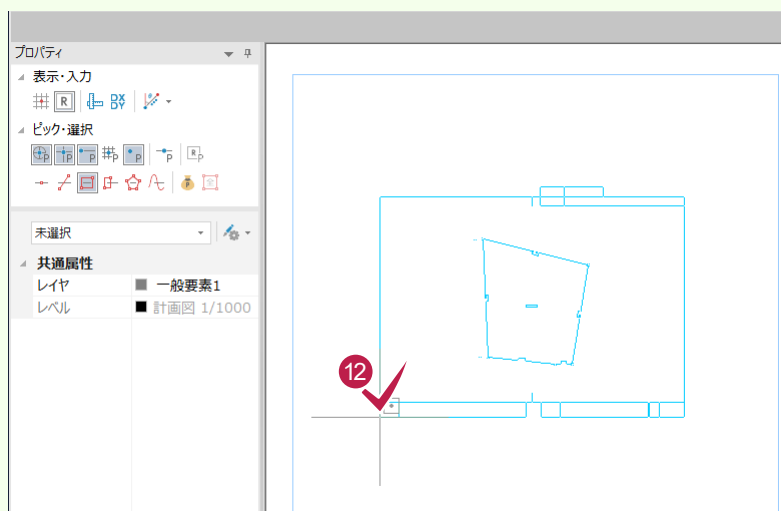 プロパティ
表示・入力
R DX DY
ピック・選択
P P P P P P R P
P
未選択
共通属性
レイヤ 一般要素1
レベル 計画図 1/1000
12